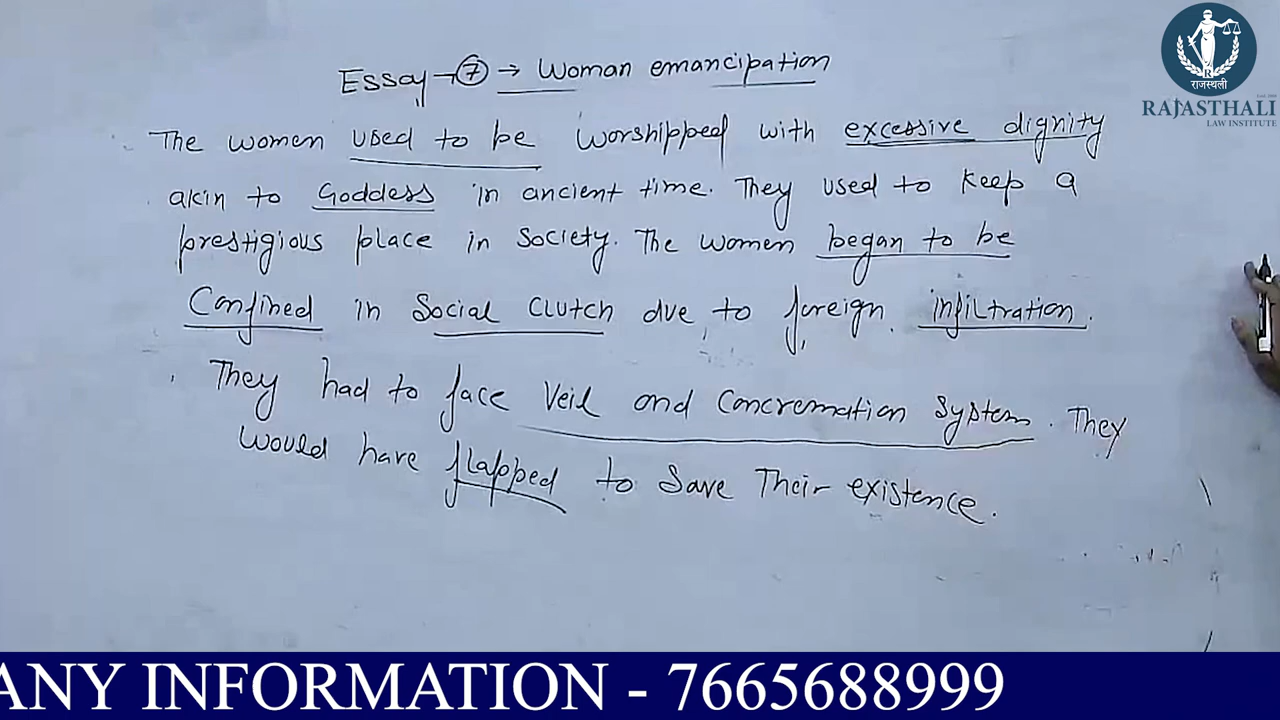 Essay → 7 → Woman emancipation
The women used to be worshipped with excessive dignity
akin to Goddess in ancient time. They used to keep a
prestigious place in society. The women began to be
Confined in Social Clutch due to foreign infiltration.
They had to face Veil and Concremation System. They
would have flapped to save Their existence.
राजस्थली
RAJASTHALI
LAW INSTITUTE
ANY INFORMATION - 7665688999